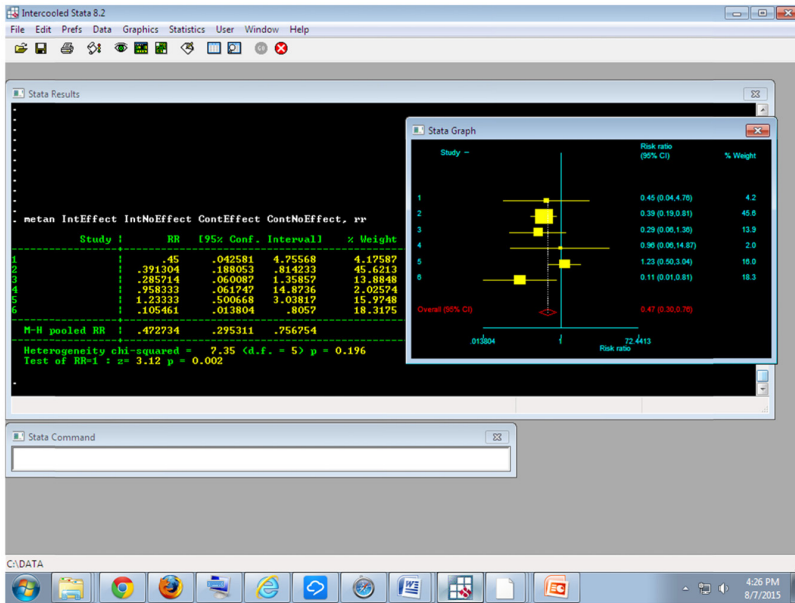 Intercooled Stata 8.2
File Edit Prefs Data Graphics Statistics User Window Help
Stata Results
. metan IntEffect IntNoEffect ContEffect ContNoEffect, rr
Study | RR [95% Conf. Interval] % Weight
1 | .45 .042581 4.75568 4.17587
2 | .391304 .188053 .814233 45.6213
3 | .285714 .060087 1.35857 13.8848
4 | .958333 .061747 14.8736 2.02574
5 | 1.23333 .500668 3.03817 15.9748
6 | .105461 .013804 .8057 18.3175
M-H pooled RR | .472734 .295311 .756754
Heterogeneity chi-squared = 7.35 (d.f. = 5) p = 0.196
Test of RR=1 : z= 3.12 p = 0.002
.
Stata Graph
Study
Risk ratio
(95% CI)
% Weight
1 0.45 (0.04,4.76) 4.2
2 0.39 (0.19,0.81) 45.6
3 0.29 (0.06,1.36) 13.9
4 0.96 (0.06,14.87) 2.0
5 1.23 (0.50,3.04) 16.0
6 0.11 (0.01,0.81) 18.3
Overall (95% CI) 0.47 (0.30,0.76)
.013804 1 72.4413
Risk ratio
Stata Command
C:\DATA
4:26 PM
8/7/2015